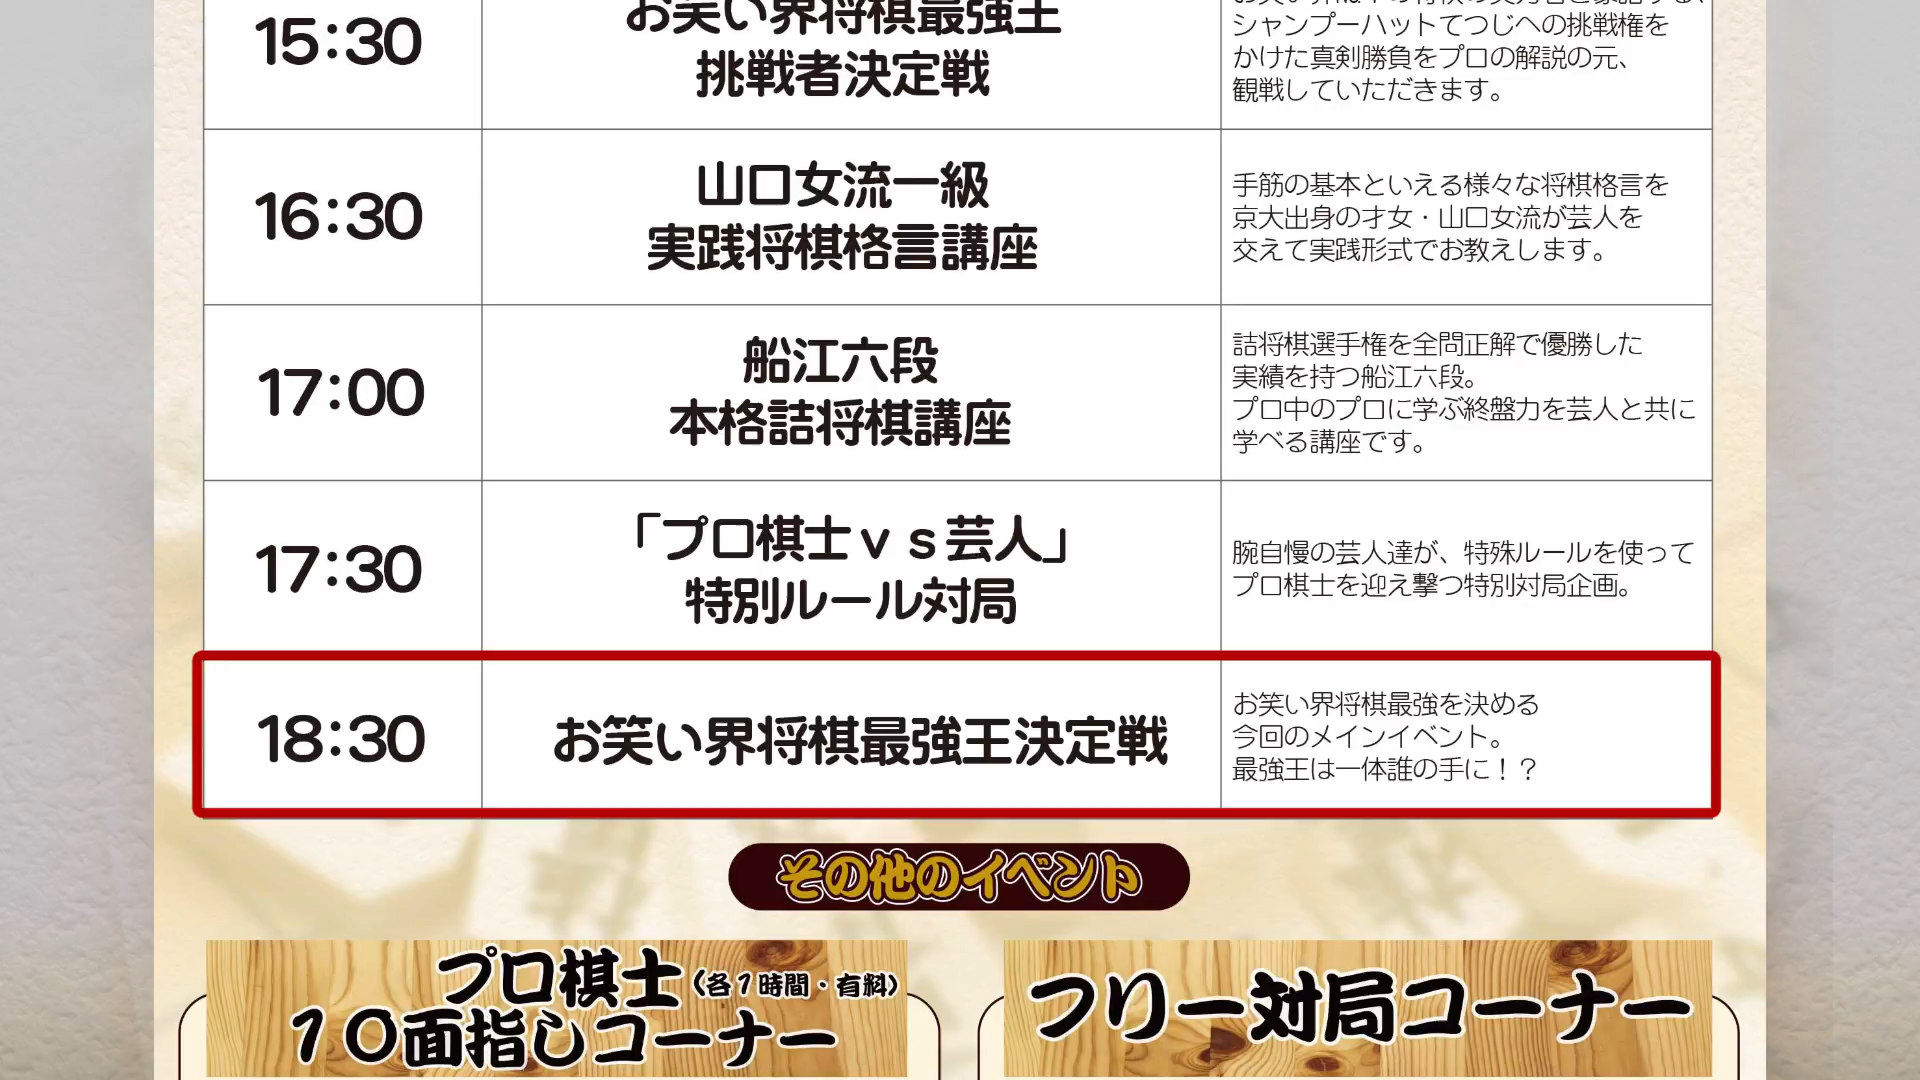 15:30
お笑い界将棋最強王
挑戦者決定戦
シャンプーハットてつじへの挑戦権を
かけた真剣勝負をプロの解説の元、
観戦していただきます。
16:30
山口女流一級
実践将棋格言講座
手筋の基本といえる様々な将棋格言を
京大出身の才女・山口女流が芸人を
交えて実践形式でお教えします。
17:00
船江六段
本格詰将棋講座
詰将棋選手権を全問正解で優勝した
実績を持つ船江六段。
プロ中のプロに学ぶ終盤力を芸人と共に
学べる講座です。
17:30
「プロ棋士ｖｓ芸人」
特別ルール対局
腕自慢の芸人達が、特殊ルールを使って
プロ棋士を迎え撃つ特別対局企画。
18:30
お笑い界将棋最強王決定戦
お笑い界将棋最強を決める
今回のメインイベント。
最強王は一体誰の手に！？
その他のイベント
プロ棋士（各１時間・有料）
１０面指しコーナー
フリー対局コーナー